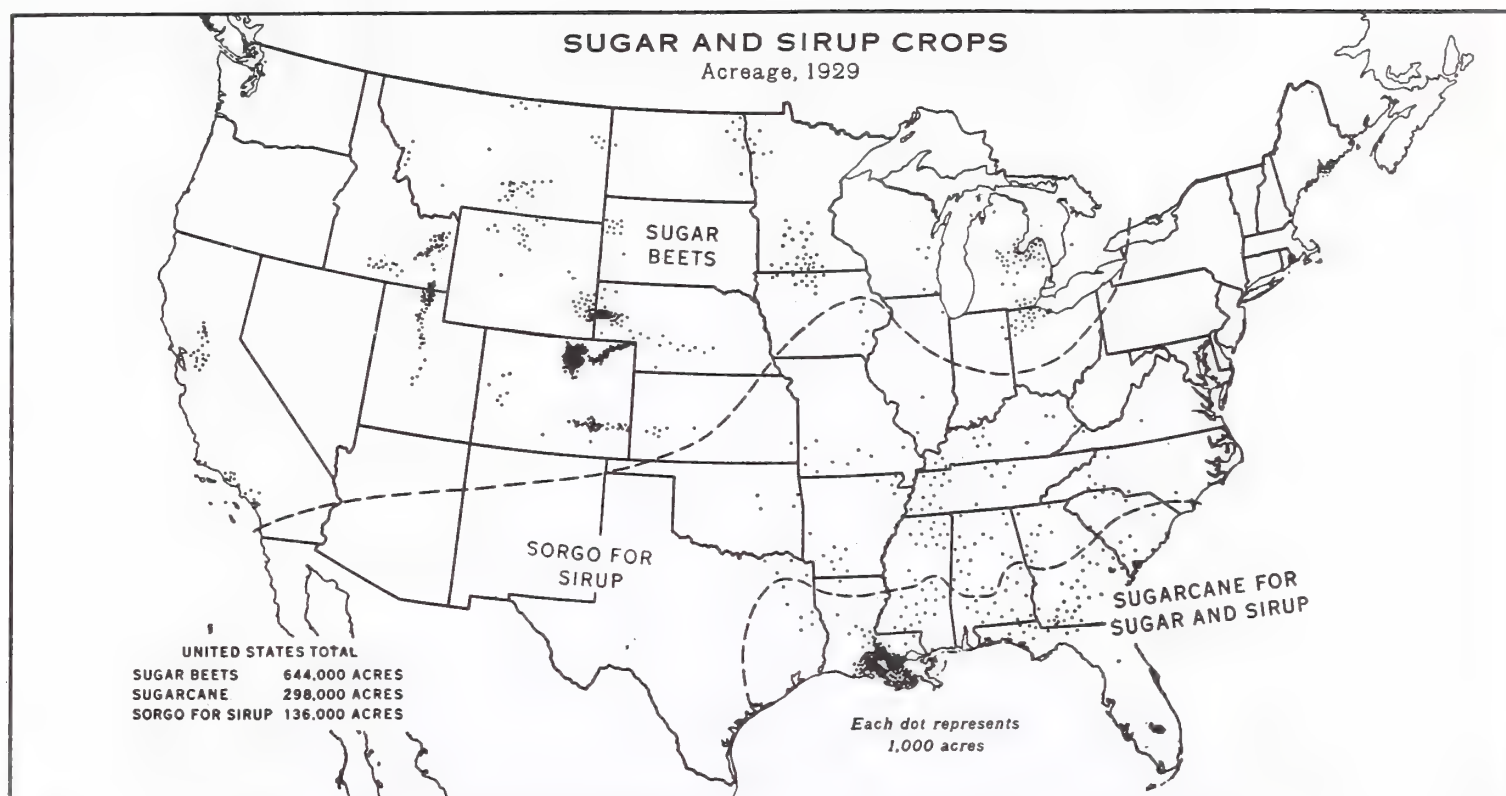 SUGAR AND SIRUP CROPS
Acreage, 1929
SUGAR
BEETS
SORGO FOR
SIRUP
SUGARCANE FOR
SUGAR AND SIRUP
UNITED STATES TOTAL
SUGAR BEETS 644,000 ACRES
SUGARCANE 298,000 ACRES
SORGO FOR SIRUP 136,000 ACRES
Each dot represents
1,000 acres